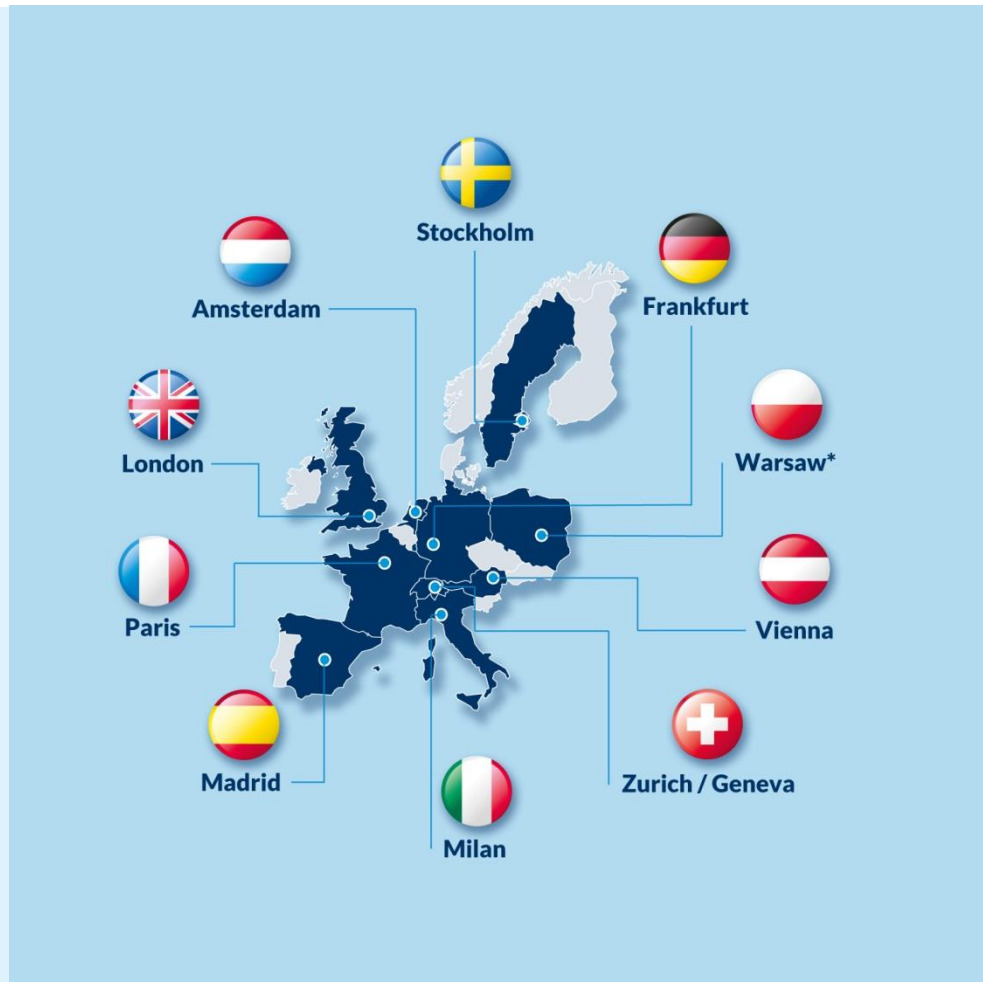 Stockholm
Amsterdam
Frankfurt
London
Warsaw*
Paris
Vienna
Madrid
Zurich / Geneva
Milan